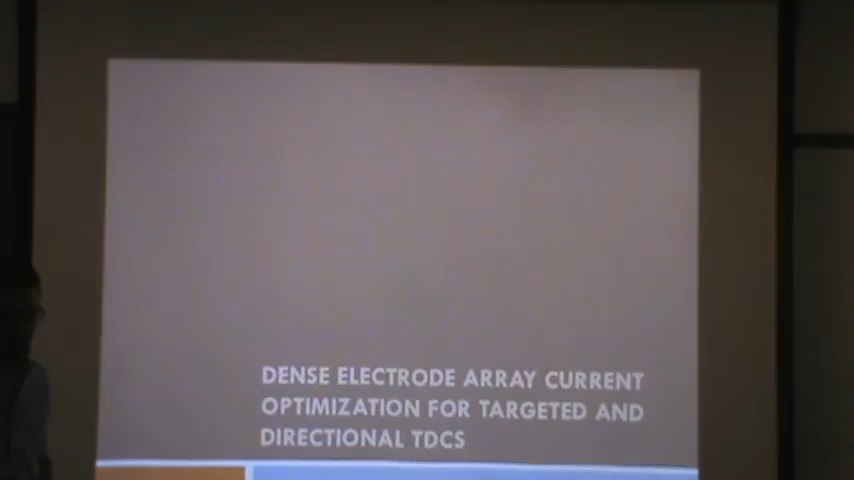 DENSE ELECTRODE ARRAY CURRENT
OPTIMIZATION FOR TARGETED AND
DIRECTIONAL TDCS